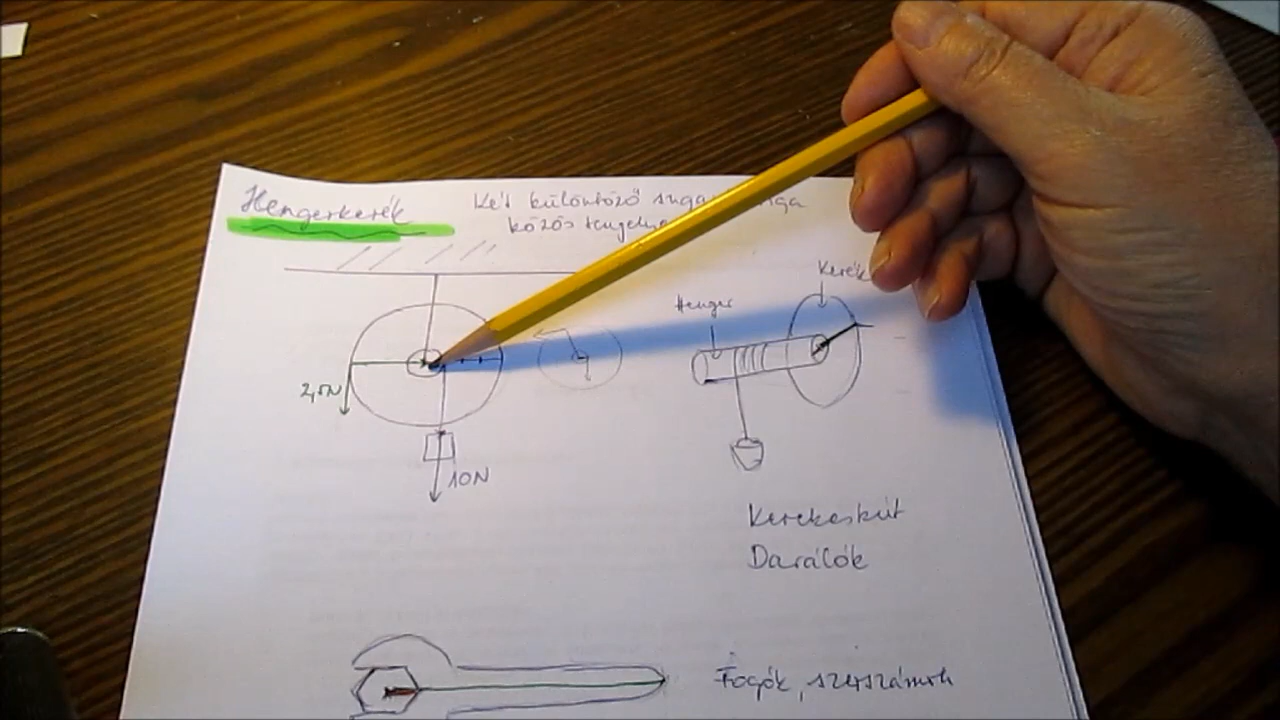 Hengerkerék
Két különböző
közös
Kerék
Henger
2,5N
10N
Kerekeskút
Darálók
Fogók, szerszámok